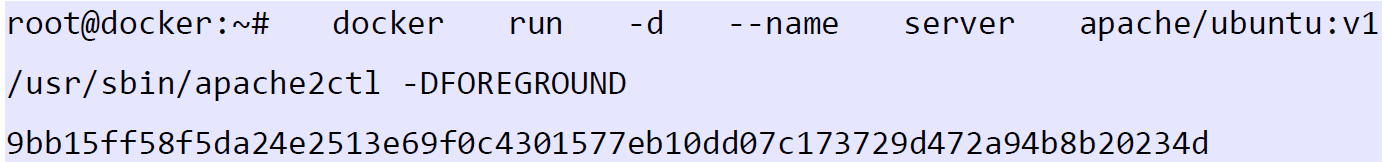 root@docker:~# docker run -d --name server apache/ubuntu:v1
/usr/sbin/apache2ctl -DFOREGROUND
9bb15ff58f5da24e2513e69f0c4301577eb10dd07c173729d472a94b8b20234d